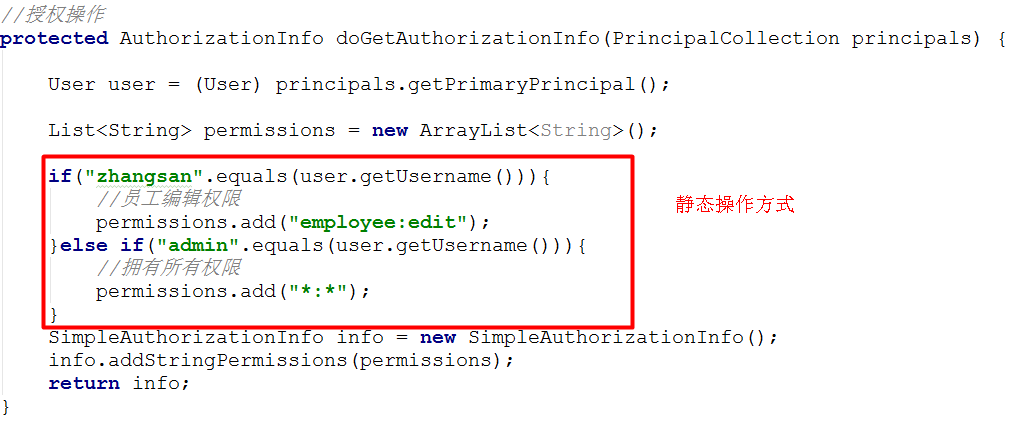 //授权操作
protected AuthorizationInfo doGetAuthorizationInfo(PrincipalCollection principals) {
User user = (User) principals.getPrimaryPrincipal();
List<String> permissions = new ArrayList<String>();
if("zhangsan".equals(user.getUsername())){
//员工编辑权限
静态操作方式
permissions.add("employee:edit");
}else if("admin".equals(user.getUsername())){
//拥有所有权限
permissions.add("*:*");
}
SimpleAuthorizationInfo info = new SimpleAuthorizationInfo();
info.addStringPermissions(permissions);
return info;
}